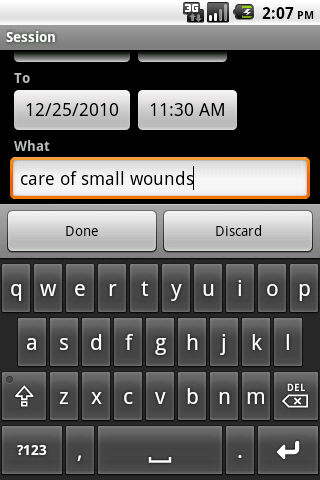 3G 2:07 PM
Session
To
12/25/2010 11:30 AM
What
care of small wounds
Done Discard
q w e r t y u i o p
a s d f g h j k l
z x c v b n m DEL
?123 , .